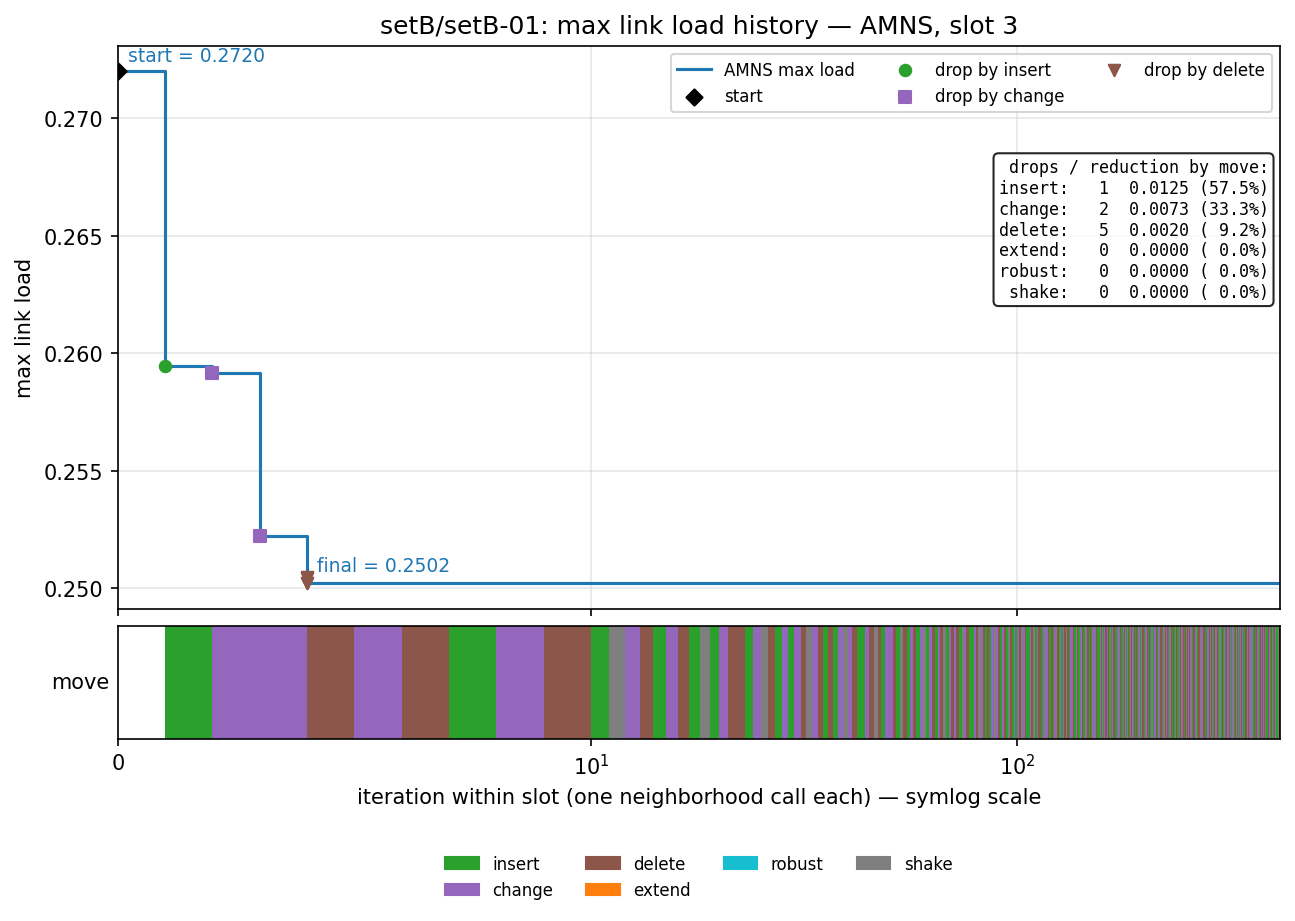 setB/setB-01: max link load history — AMNS, slot 3
start = 0.2720
AMNS max load
start
drop by insert
drop by change
drop by delete
drops / reduction by move:
insert: 1 0.0125 (57.5%)
change: 2 0.0073 (33.3%)
delete: 5 0.0020 ( 9.2%)
extend: 0 0.0000 ( 0.0%)
robust: 0 0.0000 ( 0.0%)
shake: 0 0.0000 ( 0.0%)
max link load
0.270
0.265
0.260
0.255
0.250
final = 0.2502
move
0
10¹
10²
iteration within slot (one neighborhood call each) — symlog scale
insert
change
delete
extend
robust
shake